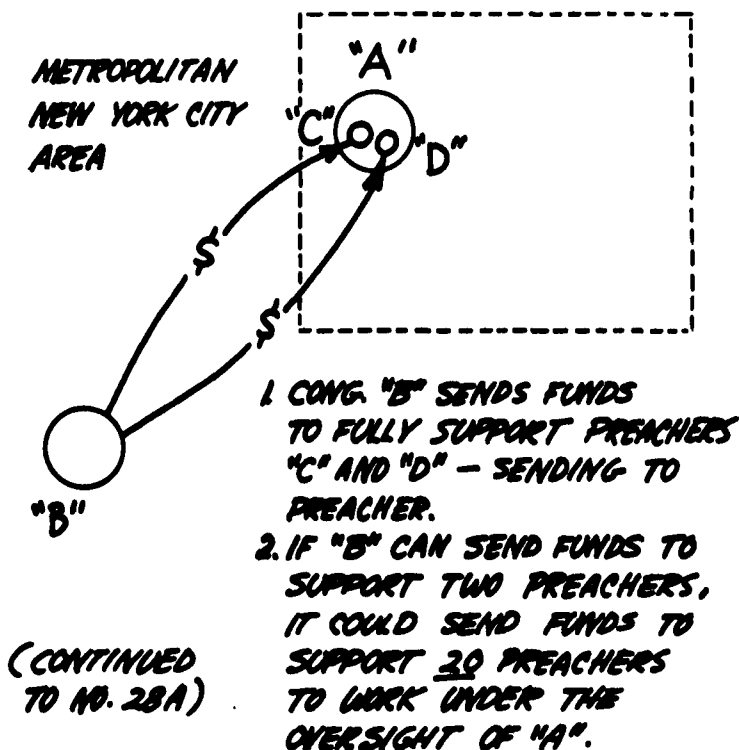 METROPOLITAN
NEW YORK CITY
AREA
"A"
"C"
"D"
$
$
"B"
1. CONG. "B" SENDS FUNDS
TO FULLY SUPPORT PREACHERS
"C" AND "D" – SENDING TO
PREACHER.
2. IF "B" CAN SEND FUNDS TO
SUPPORT TWO PREACHERS,
IT COULD SEND FUNDS TO
SUPPORT 20 PREACHERS
TO WORK UNDER THE
OVERSIGHT OF "A".
(CONTINUED
TO NO. 28A)